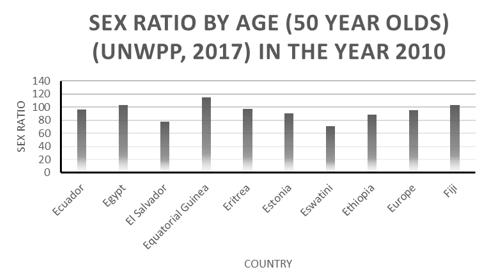 SEX RATIO BY AGE (50 YEAR OLDS)
(UNWPP, 2017) IN THE YEAR 2010
140
120
100
80
60
40
20
0
SEX RATIO
Ecuador
Egypt
El Salvador
Equatorial Guinea
Eritrea
Estonia
Eswatini
Ethiopia
Europe
Fiji
COUNTRY